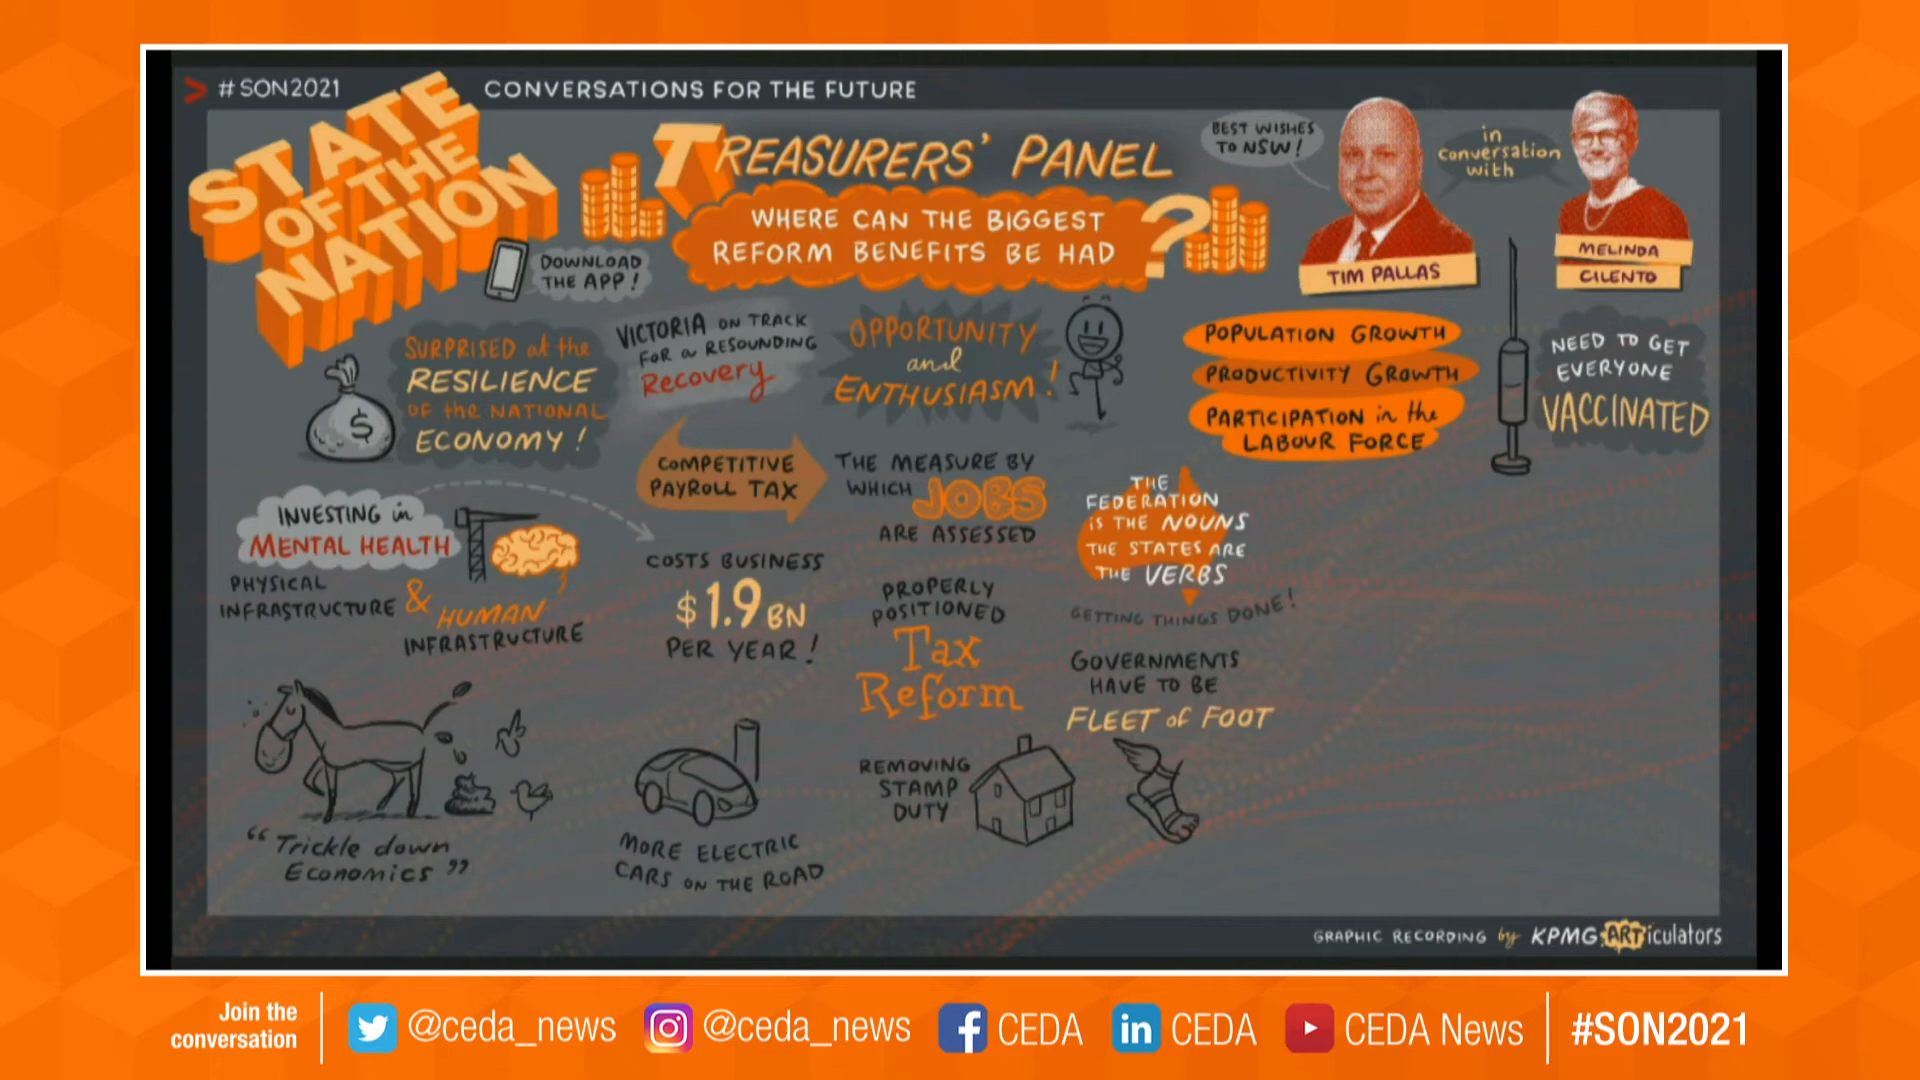 #SON2021
CONVERSATIONS FOR THE FUTURE
STATE
OF THE
NATION
DOWNLOAD
THE APP!
TREASURERS' PANEL
WHERE CAN THE BIGGEST
REFORM BENEFITS BE HAD
?
BEST WISHES
TO NSW!
in
conversation
with
TIM PALLAS
MELINDA
CILENTO
SURPRISED at the
RESILIENCE
OF the NATIONAL
ECONOMY!
VICTORIA ON TRACK
FOR a RESOUNDING
Recovery
OPPORTUNITY
and
ENTHUSIASM!
POPULATION GROWTH
PRODUCTIVITY GROWTH
PARTICIPATION in the
LABOUR FORCE
NEED TO GET
EVERYONE
VACCINATED
$
INVESTING in
MENTAL HEALTH
PHYSICAL
INFRASTRUCTURE &
HUMAN
INFRASTRUCTURE
COMPETITIVE
PAYROLL TAX
COSTS BUSINESS
$1.9 BN
PER YEAR!
THE MEASURE BY
WHICH JOBS
ARE ASSESSED
PROPERLY
POSITIONED
Tax
Reform
THE
FEDERATION
IS THE NOUNS
THE STATES ARE
THE VERBS
GETTING THINGS DONE!
GOVERNMENTS
HAVE TO BE
FLEET of FOOT
"Trickle down
Economics"
MORE ELECTRIC
CARS ON THE ROAD
REMOVING
STAMP
DUTY
GRAPHIC RECORDING by KPMG ARTiculators
Join the
conversation
@ceda_news
@ceda_news
CEDA
in CEDA
CEDA News
#SON2021